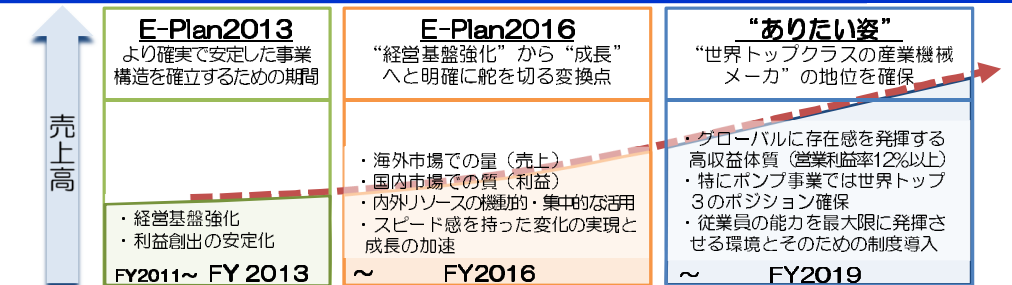 売上高
E-Plan2013
より確実で安定した事業
構造を確立するための期間
・経営基盤強化
・利益創出の安定化
FY2011～ FY 2013
E-Plan2016
“経営基盤強化”から“成長”
へと明確に舵を切る変換点
・海外市場での量（売上）
・国内市場での質（利益）
・内外リソースの機動的・集中的な活用
・スピード感を持った変化の実現と
成長の加速
～ FY2016
“ありたい姿”
“世界トップクラスの産業機械
メーカ”の地位を確保
・グローバルに存在感を発揮する
高収益体質（営業利益率12%以上）
・特にポンプ事業では世界トップ
３のポジション確保
・従業員の能力を最大限に発揮さ
せる環境とそのための制度導入
～ FY2019